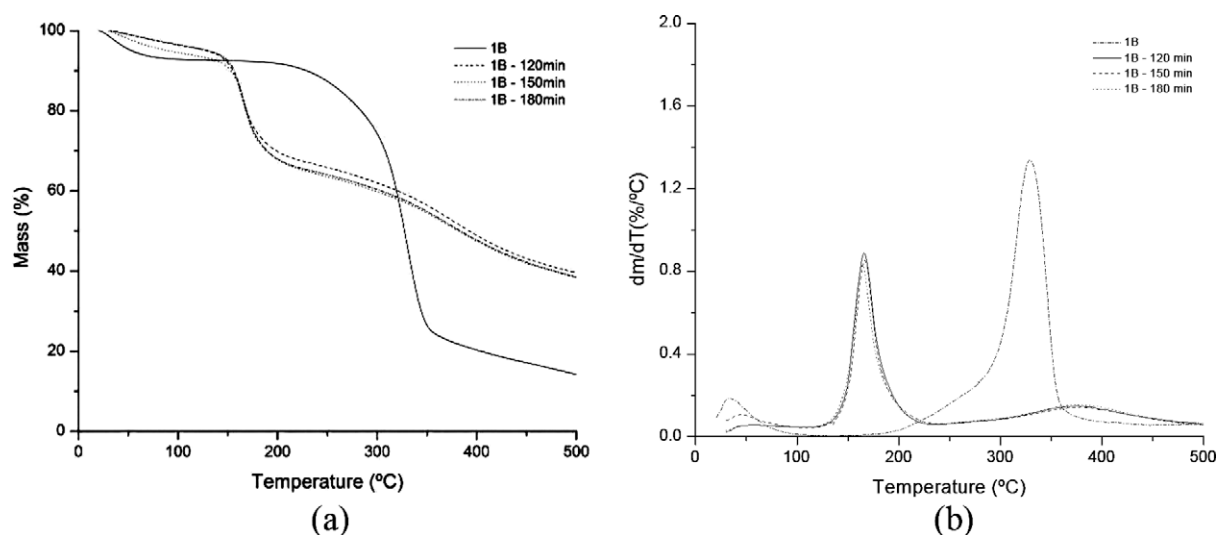 100
80
60
40
20
0
Mass (%)
0
100
200
300
400
500
Temperature (ºC)
1B
1B - 120min
1B - 150min
1B - 180min
(a)
2.0
1.6
1.2
0.8
0.4
0.0
dm/dT(%/ºC)
0
100
200
300
400
500
Temperature (ºC)
1B
1B - 120 min
1B - 150 min
1B - 180 min
(b)